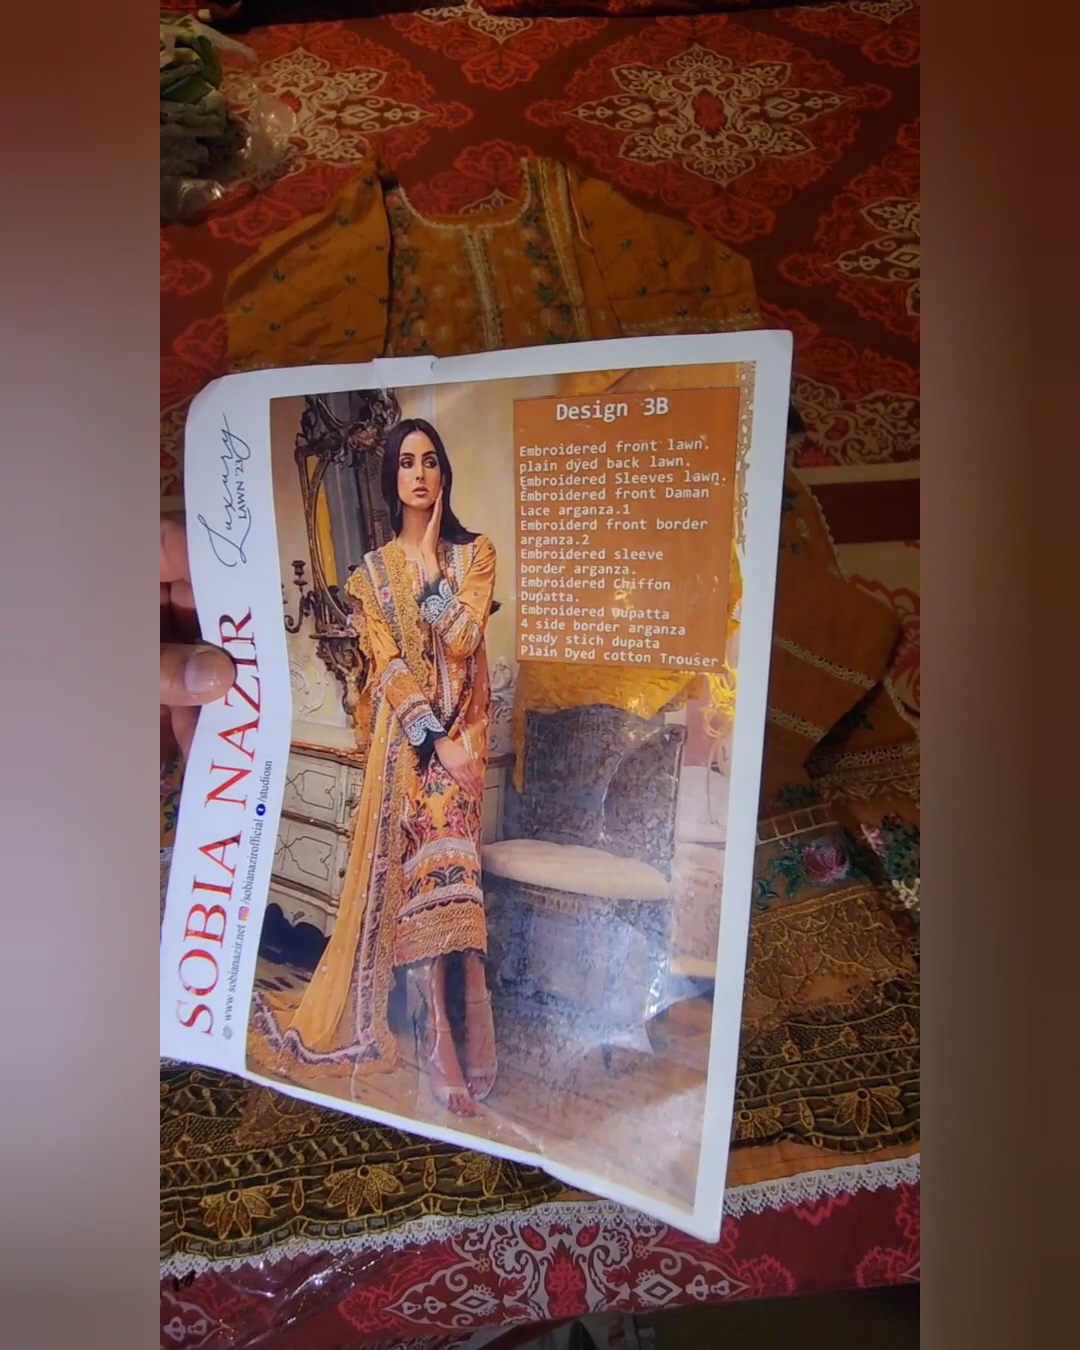 Luxury
LAWN '23
SOBIA NAZIR
www.sobianazir.net /sobianazirofficial /studiosn
Design 3B
Embroidered front lawn.
plain dyed back lawn.
Embroidered Sleeves lawn.
Embroidered front Daman
Lace arganza.1
Embroiderd front border
arganza.2
Embroidered sleeve
border arganza.
Embroidered Chiffon
Dupatta.
Embroidered Dupatta
4 side border arganza
ready stich dupata
Plain Dyed cotton Trouser